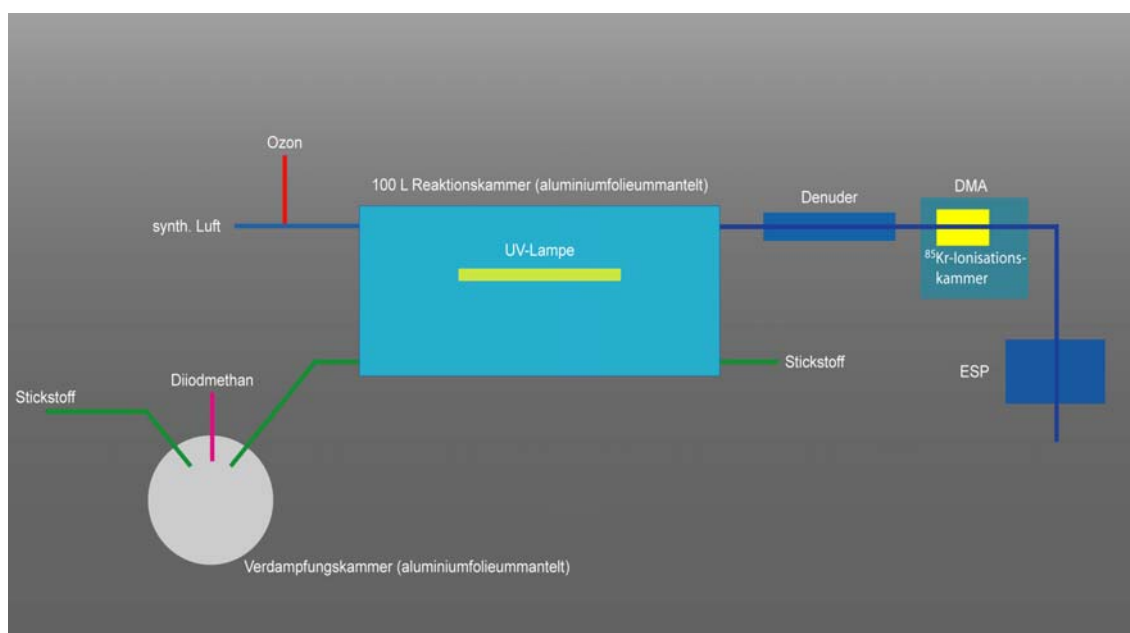 Ozon
100 L Reaktionskammer (aluminiumfolieummantelt)
synth. Luft
Denuder
DMA
UV-Lampe
⁸⁵Kr-Ionisations-
kammer
Stickstoff
ESP
Diiodmethan
Stickstoff
Verdampfungskammer (aluminiumfolieummantelt)